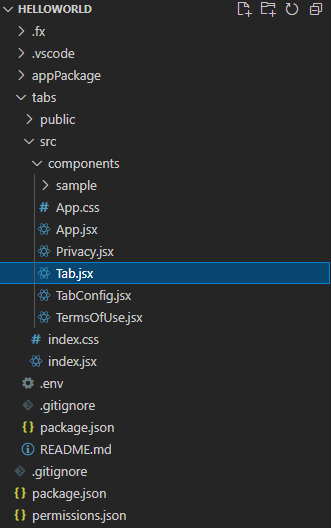 HELLOWORLD
.fx
.vscode
appPackage
tabs
public
src
components
sample
App.css
App.jsx
Privacy.jsx
Tab.jsx
TabConfig.jsx
TermsOfUse.jsx
index.css
index.jsx
.env
.gitignore
package.json
README.md
.gitignore
package.json
permissions.json